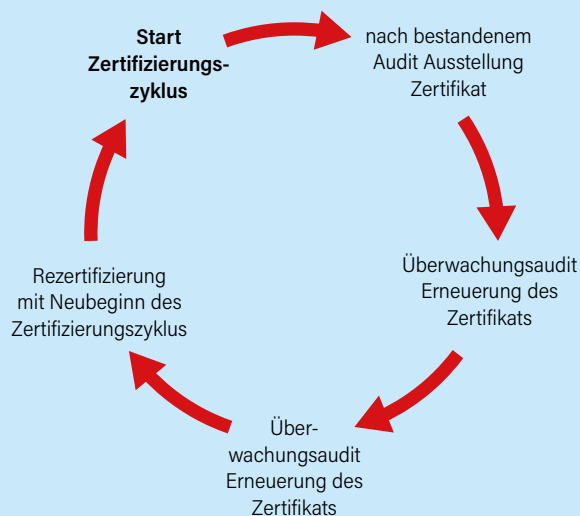 Start
Zertifizierungs-
zyklus
nach bestandenem
Audit Ausstellung
Zertifikat
Überwachungsaudit
Erneuerung des
Zertifikats
Über-
wachungsaudit
Erneuerung des
Zertifikats
Rezertifizierung
mit Neubeginn des
Zertifizierungszyklus